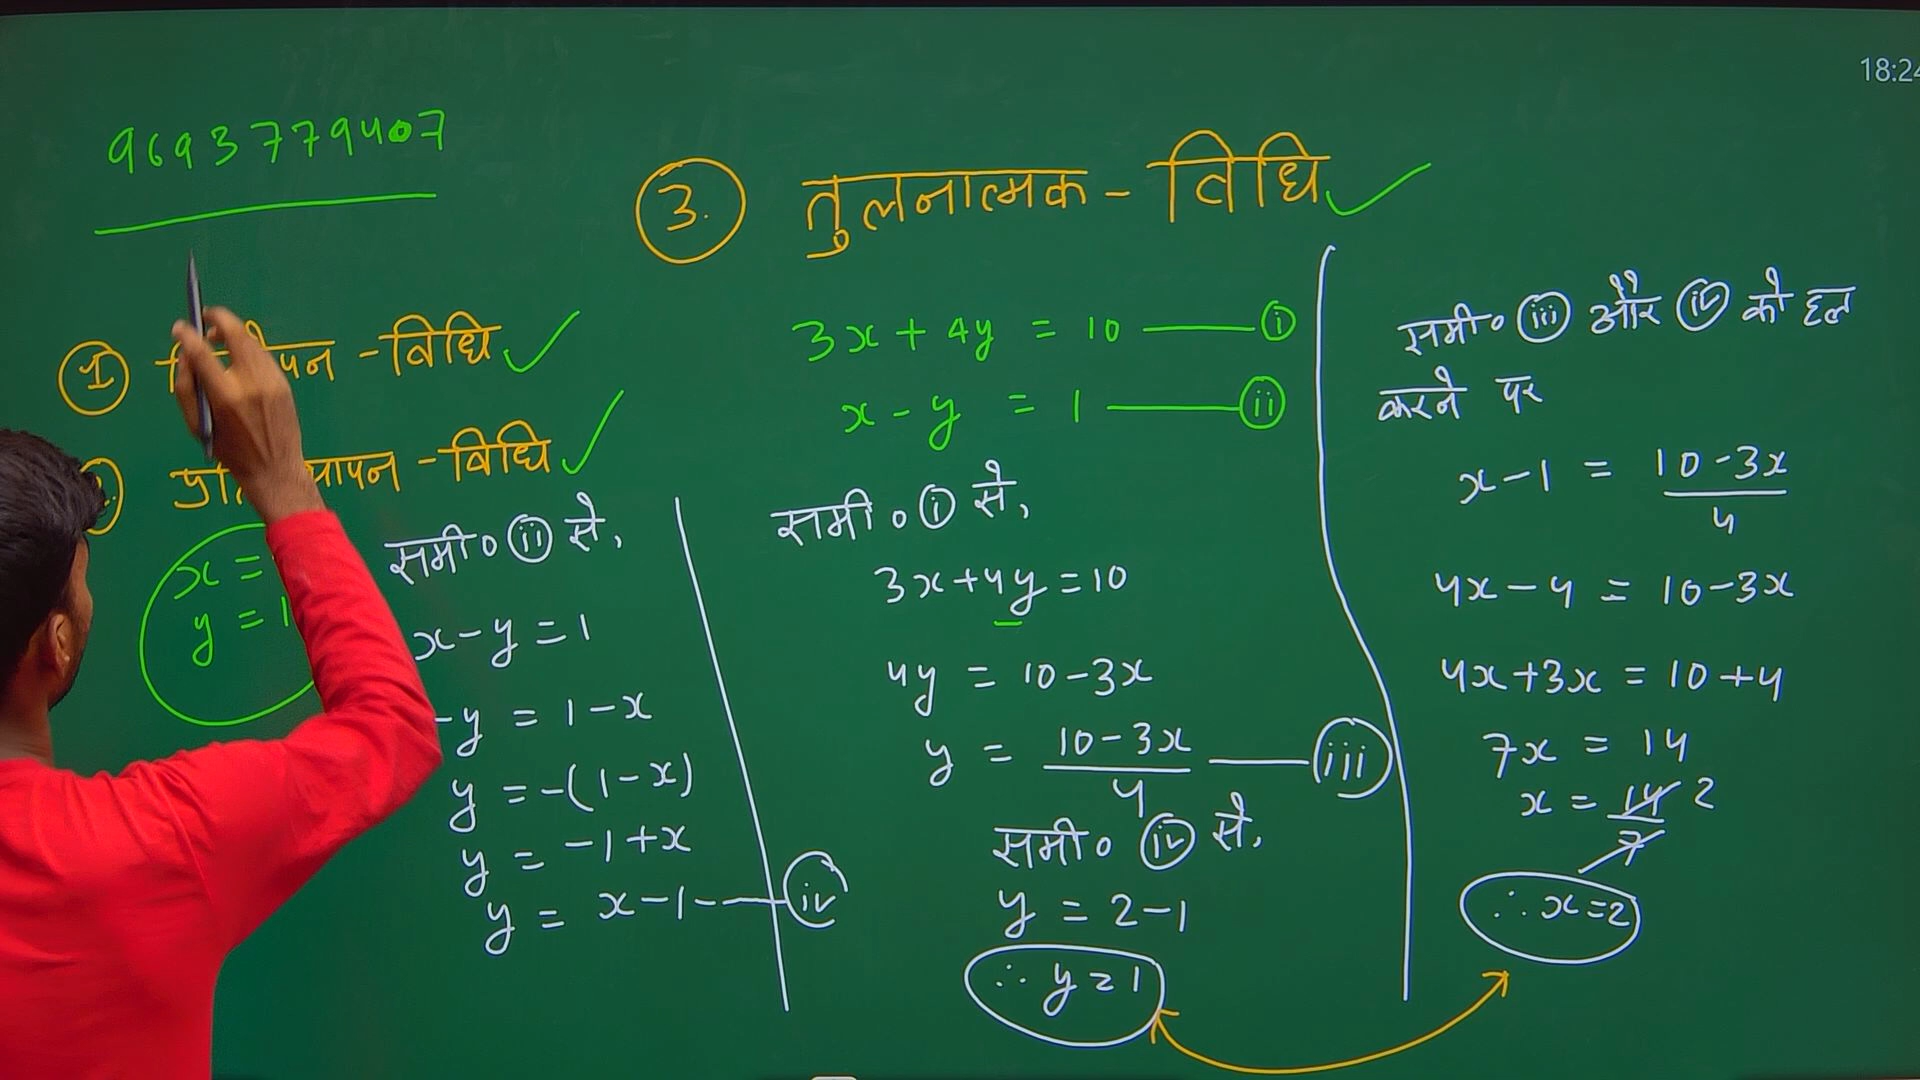 18:24
9693779407
3. तुलनात्मक - विधि
1 -विधि
-विधि
x =
y = 1
समी० ii से,
x - y = 1
-y = 1 - x
y = -(1 - x)
y = -1 + x
y = x - 1 -— iv
3x + 4y = 10 — i
x - y = 1 — ii
समी० i से,
3x + 4y = 10
4y = 10 - 3x
y = 10 - 3x / 4 — iii
समी० iv से,
y = 2 - 1
∴ y = 1
समी० iii और iv को हल
करने पर
x - 1 = 10 - 3x / 4
4x - 4 = 10 - 3x
4x + 3x = 10 + 4
7x = 14
x = 14 / 7 2
∴ x = 2